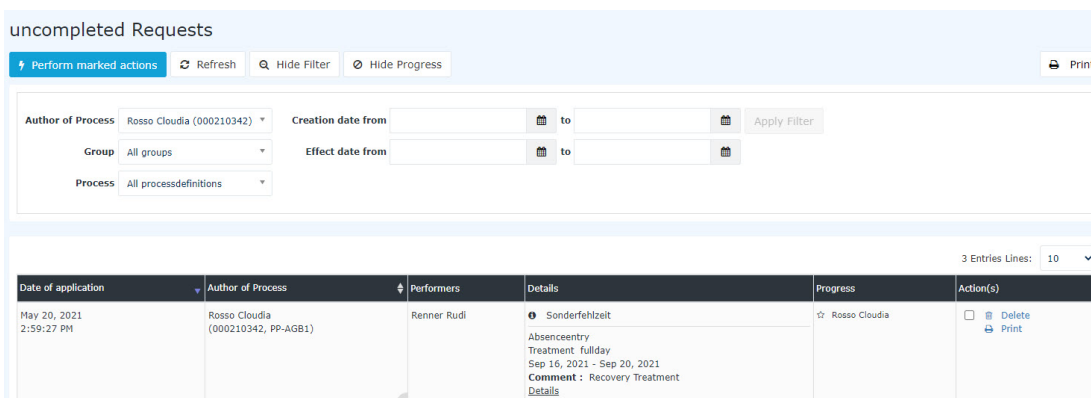 uncompleted Requests
Perform marked actions Refresh Hide Filter Hide Progress Print
Author of Process Rosso Cloudia (000210342) Creation date from to Apply Filter
Group All groups Effect date from to
Process All processdefinitions
3 Entries Lines: 10
Date of application Author of Process Performers Details Progress Action(s)
May 20, 2021 Rosso Cloudia Renner Rudi Sonderfehlzeit Rosso Cloudia Delete
2:59:27 PM (000210342, PP-AGB1) Print
Absenceentry
Treatment fullday
Sep 16, 2021 - Sep 20, 2021
Comment : Recovery Treatment
Details